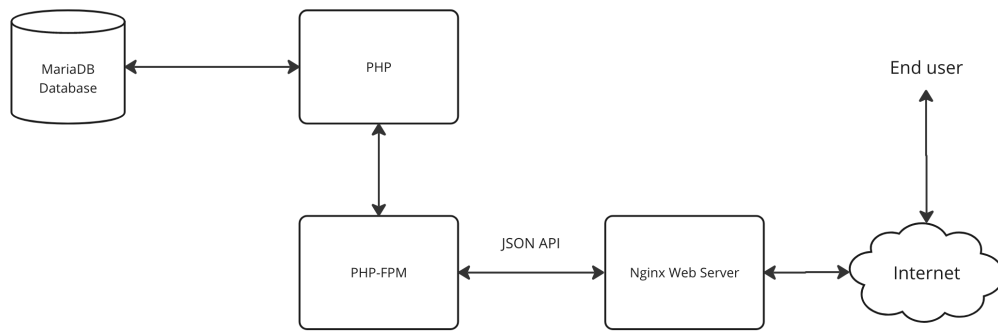 MariaDB
Database
PHP
End user
JSON API
PHP-FPM
Nginx Web Server
Internet